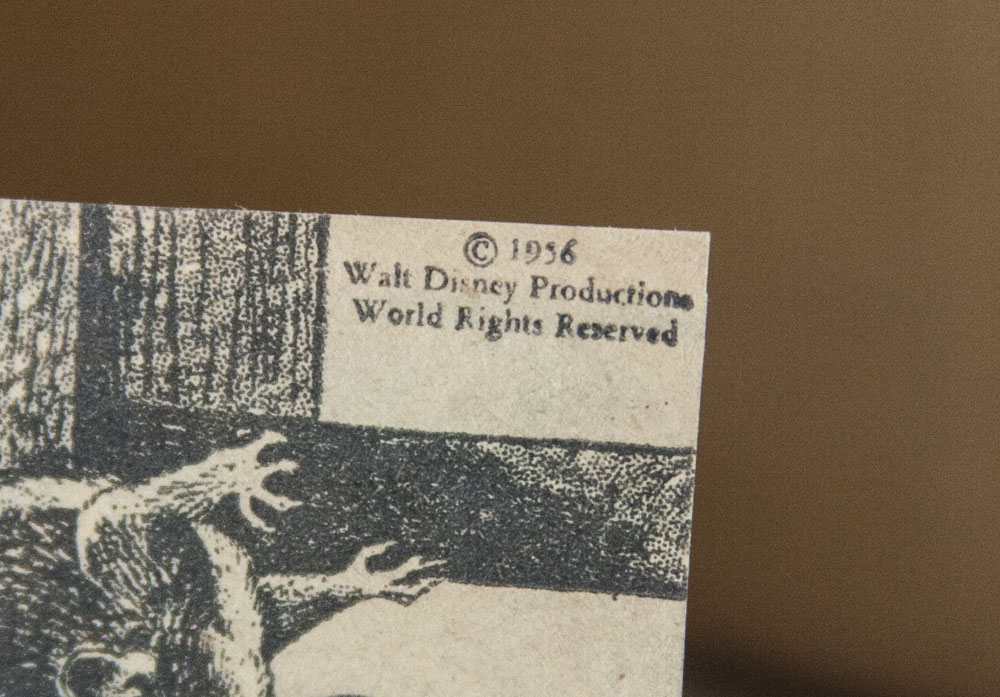 © 1956
Walt Disney Productions
World Rights Reserved